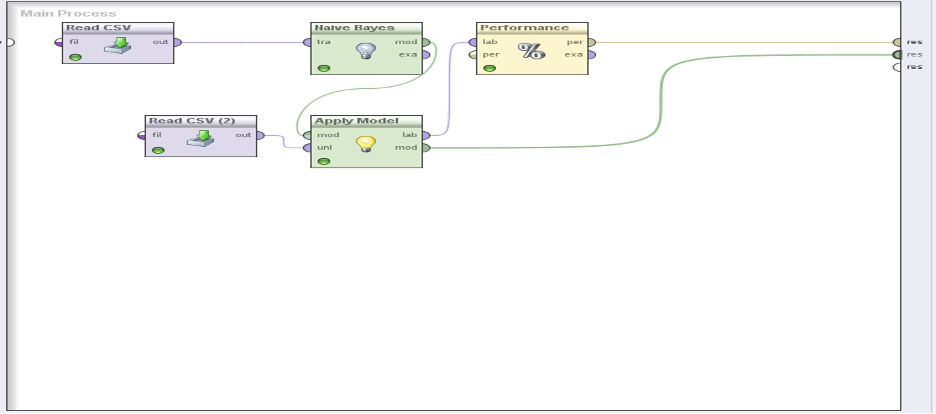 Main Process
Read CSV
fil
out
Naive Bayes
tra
mod
exa
Performance
%
lab
per
per
exa
res
res
res
Read CSV (2)
fil
out
Apply Model
mod
lab
unl
mod